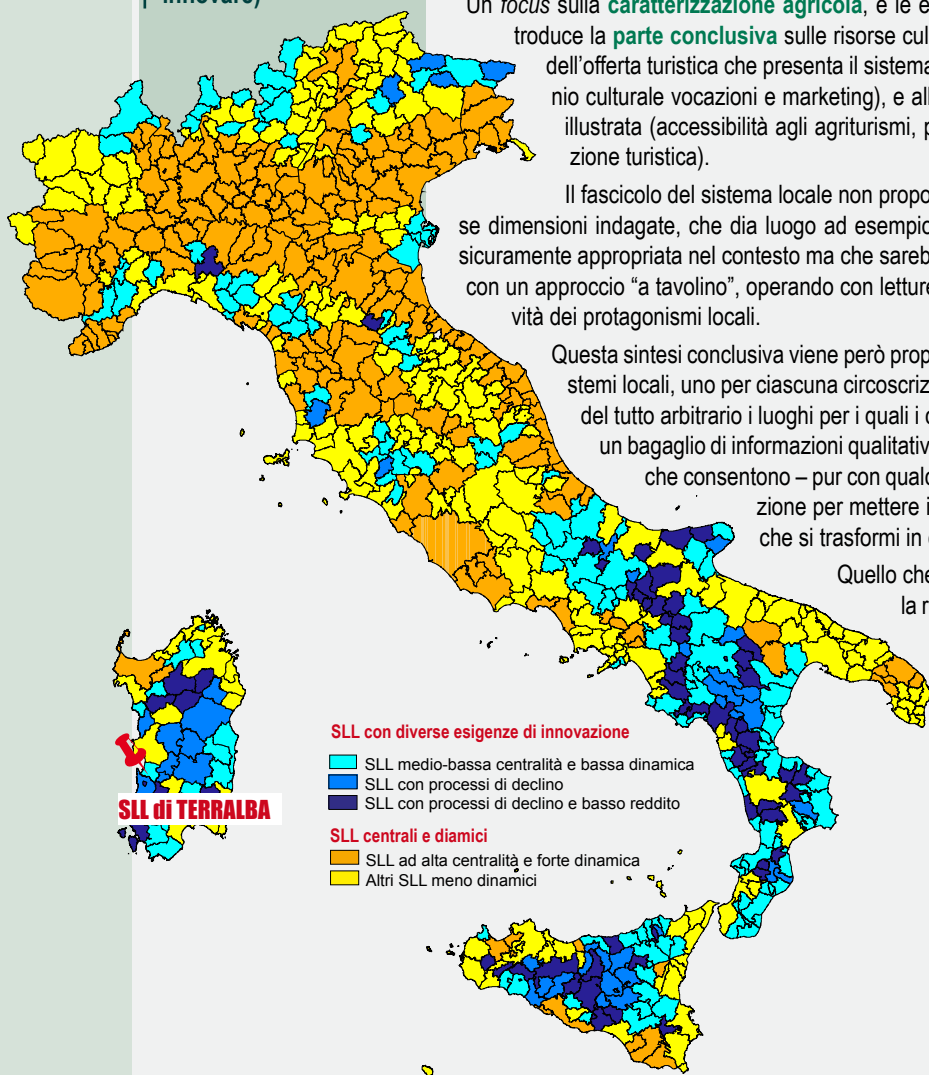 innovare)
Un focus sulla caratterizzazione agricola, e le e
troduce la parte conclusiva sulle risorse cul
dell'offerta turistica che presenta il sistema
nio culturale vocazioni e marketing), e all
illustrata (accessibilità agli agriturismi, p
zione turistica).
Il fascicolo del sistema locale non propo
se dimensioni indagate, che dia luogo ad esempio
sicuramente appropriata nel contesto ma che sareb
con un approccio "a tavolino", operando con letture
vità dei protagonismi locali.
Questa sintesi conclusiva viene però prop
stemi locali, uno per ciascuna circoscriz
del tutto arbitrario i luoghi per i quali i
un bagaglio di informazioni qualitativ
che consentono – pur con qualc
zione per mettere i
che si trasformi in
Quello che
la r
SLL con diverse esigenze di innovazione
SLL medio-bassa centralità e bassa dinamica
SLL con processi di declino
SLL con processi di declino e basso reddito
SLL centrali e diamici
SLL ad alta centralità e forte dinamica
Altri SLL meno dinamici
SLL di TERRALBA